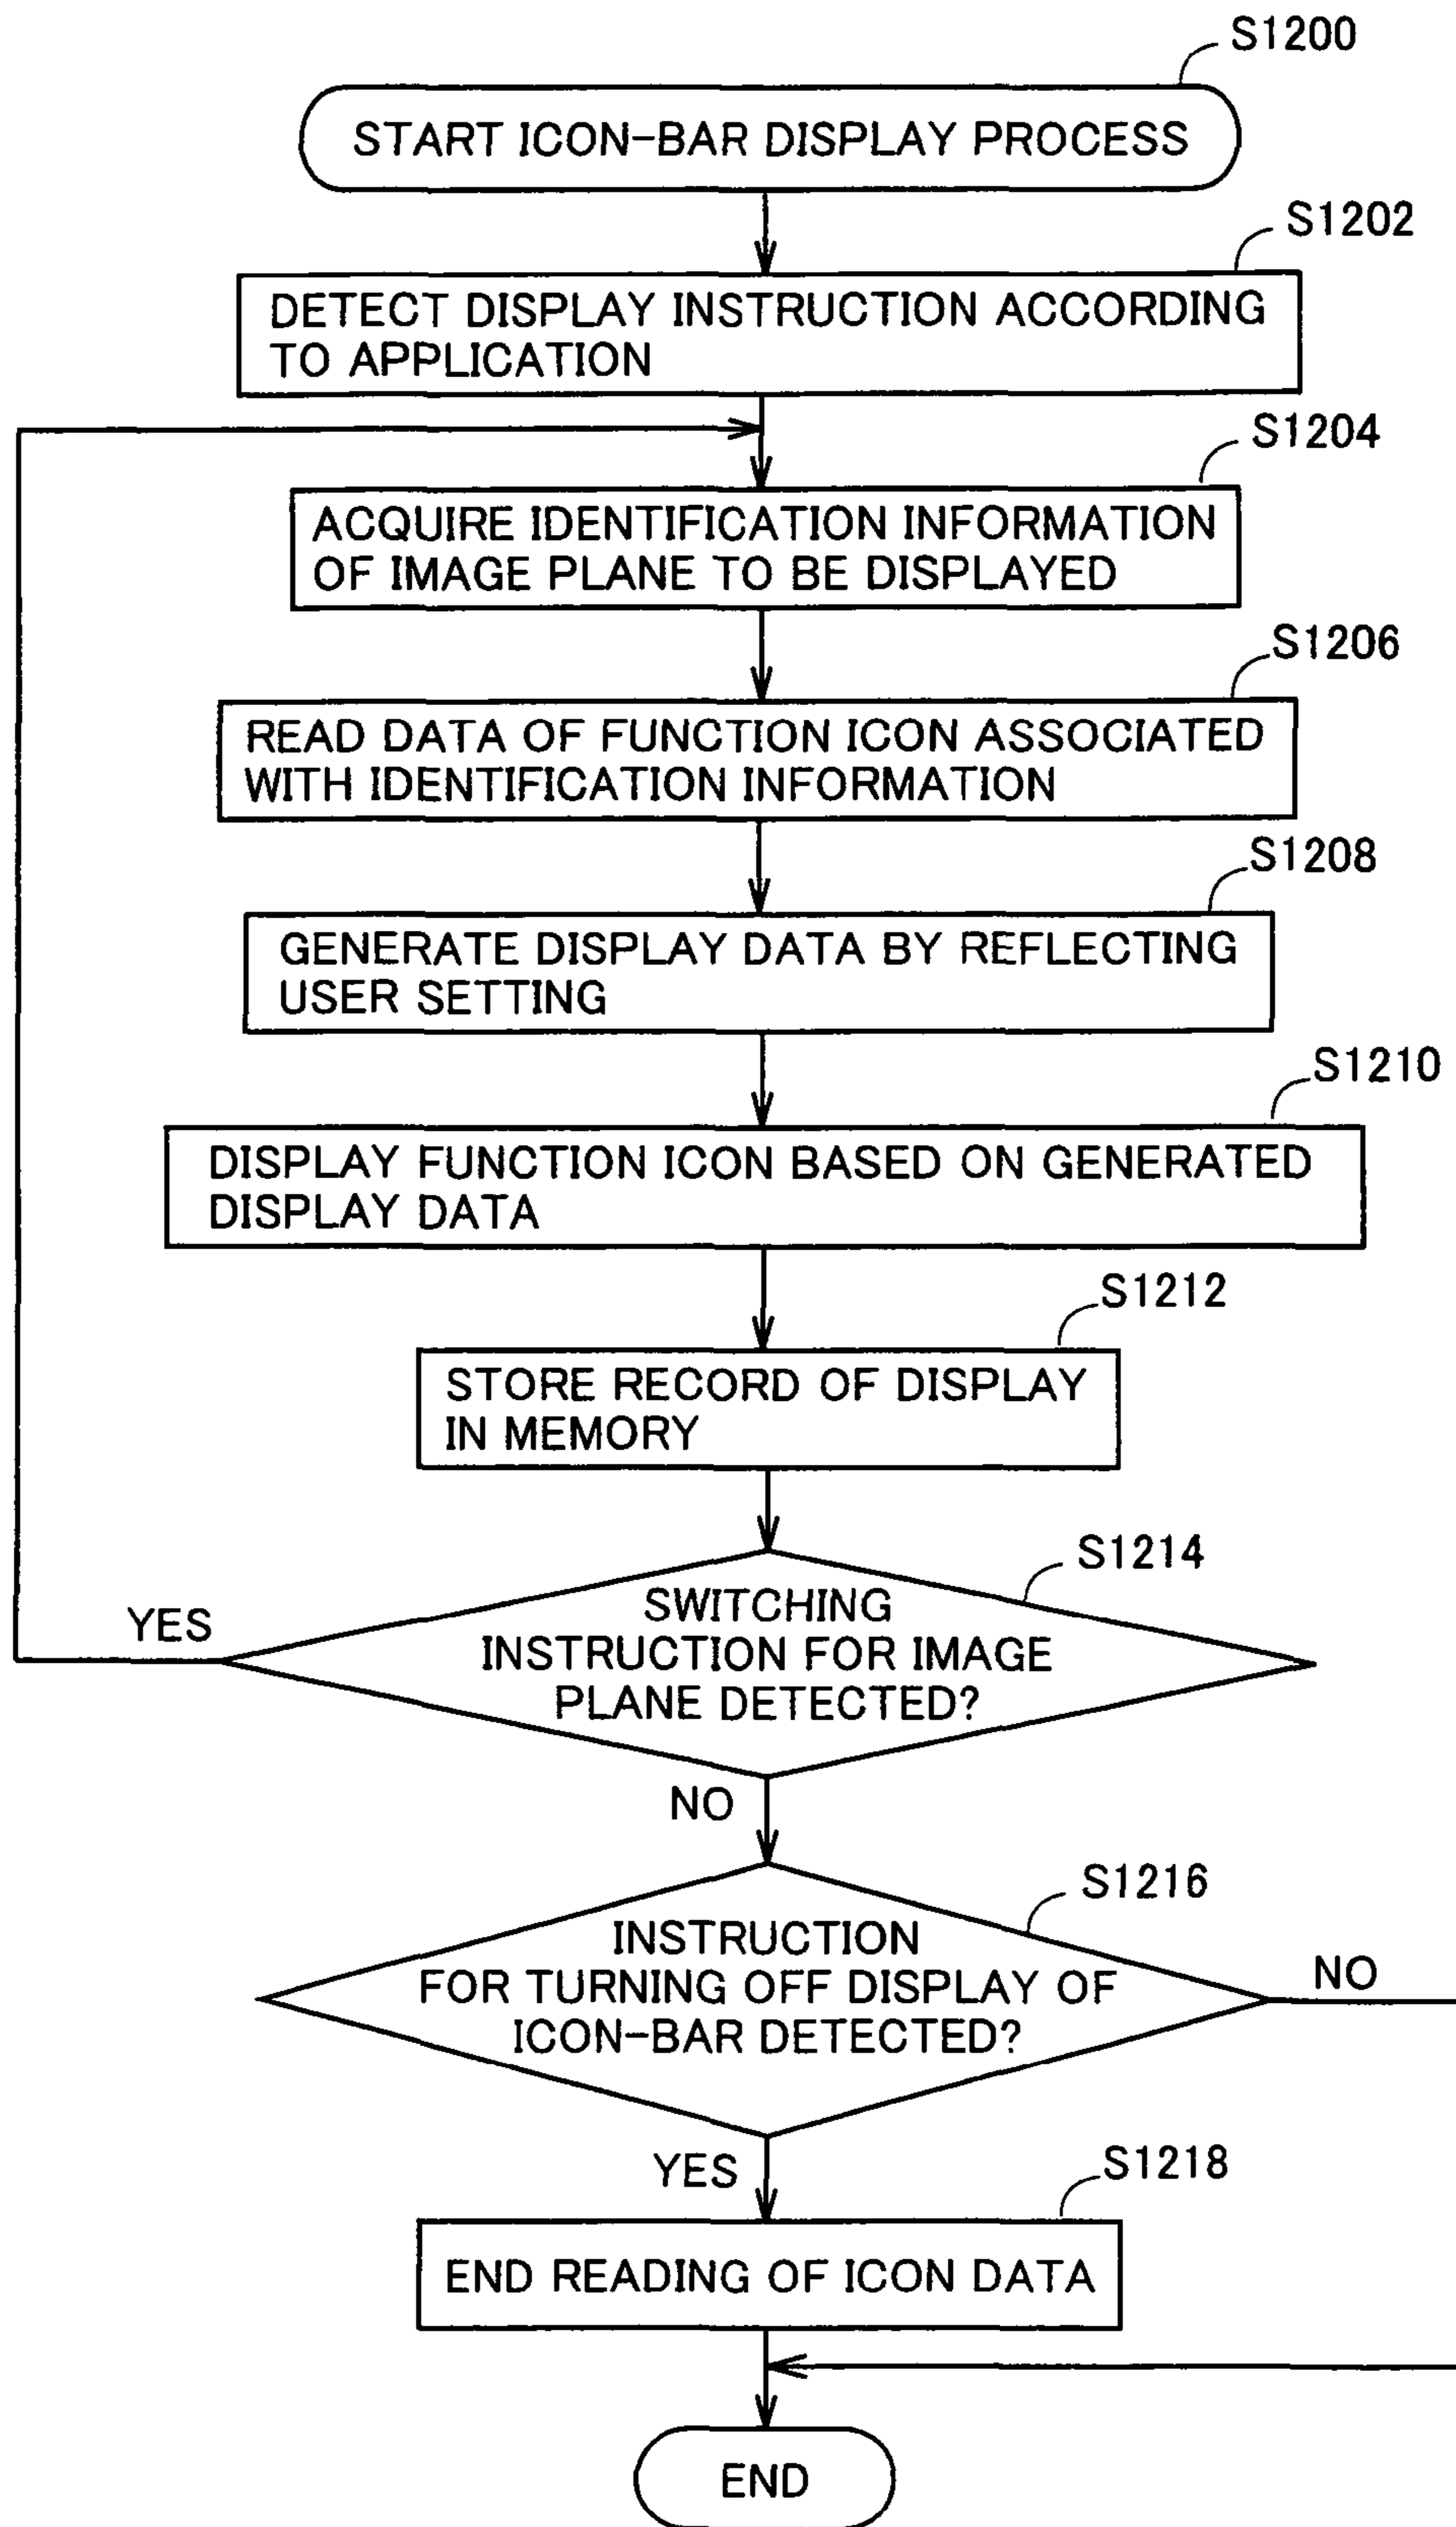 S1200
START ICON-BAR DISPLAY PROCESS
S1202
DETECT DISPLAY INSTRUCTION ACCORDING
TO APPLICATION
S1204
ACQUIRE IDENTIFICATION INFORMATION
OF IMAGE PLANE TO BE DISPLAYED
S1206
READ DATA OF FUNCTION ICON ASSOCIATED
WITH IDENTIFICATION INFORMATION
S1208
GENERATE DISPLAY DATA BY REFLECTING
USER SETTING
S1210
DISPLAY FUNCTION ICON BASED ON GENERATED
DISPLAY DATA
S1212
STORE RECORD OF DISPLAY
IN MEMORY
S1214
YES
SWITCHING
INSTRUCTION FOR IMAGE
PLANE DETECTED?
NO
S1216
INSTRUCTION
FOR TURNING OFF DISPLAY OF
ICON-BAR DETECTED?
NO
YES
S1218
END READING OF ICON DATA
END